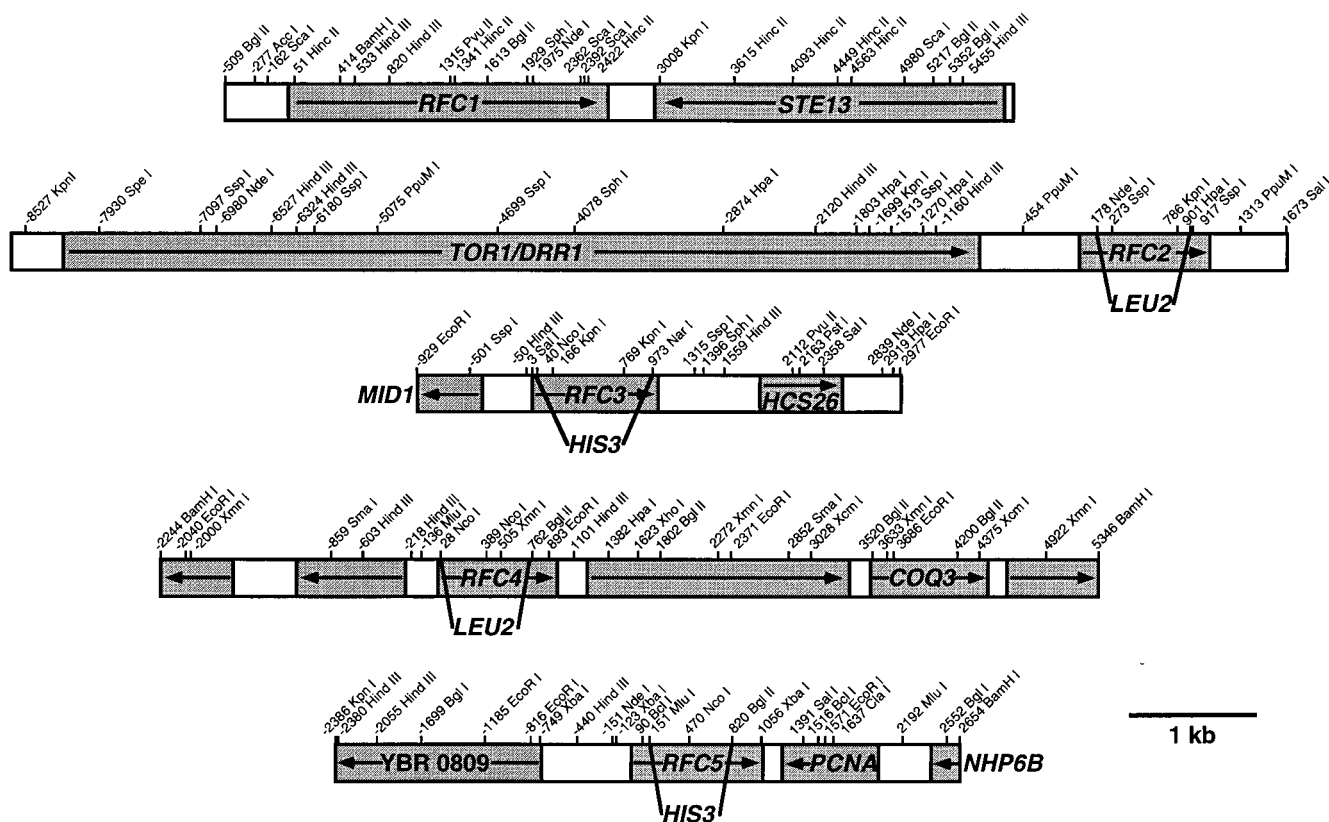 -509 Bgl II
-277 Acc I
-162 Sca I
51 Hinc II
414 BamH I
533 Hind III
820 Hind III
1315 Pvu II
1341 Hinc II
1613 Bgl II
1929 Sph I
1975 Nde I
2362 Sca I
2392 Sca I
2422 Hinc II
3008 Kpn I
3615 Hinc II
4093 Hinc II
4449 Hinc II
4563 Hinc II
4980 Sca I
5217 Bgl II
5352 Bgl II
5455 Hind III
RFC1
STE13
-8527 KpnI
-7930 Spe I
-7097 Ssp I
-6980 Nde I
-6527 Hind III
-6324 Hind III
-6180 Ssp I
-5075 PpuM I
-4699 Ssp I
-4078 Sph I
-2874 Hpa I
-2120 Hind III
-1803 Hpa I
-1699 Kpn I
-1513 Ssp I
-1270 Hpa I
-1160 Hind III
-454 PpuM I
178 Nde I
273 Ssp I
786 Kpn I
901 Hpa I
917 Ssp I
1313 PpuM I
1673 Sal I
TOR1/DRR1
RFC2
LEU2
-929 EcoR I
-501 Ssp I
-50 Hind III
3 Sal I
40 Nco I
166 Kpn I
769 Kpn I
973 Nar I
1315 Ssp I
1396 Sph I
1559 Hind III
2112 Pvu II
2163 Pst I
2358 Sal I
2839 Nde I
2919 Hpa I
2977 EcoR I
MID1
RFC3
HCS26
HIS3
-2244 BamH I
-2040 EcoR I
-2000 Xmn I
-859 Sma I
-603 Hind III
-218 Hind III
-136 Mlu I
28 Nco I
389 Nco I
505 Xmn I
762 Bgl II
893 EcoR I
1101 Hind III
1382 Hpa I
1623 Xho I
1802 Bgl II
2272 Xmn I
2371 EcoR I
2852 Sma I
3028 Xcm I
3520 Bgl II
3633 Xmn I
3686 EcoR I
4200 Bgl II
4375 Xcm I
4922 Xmn I
5346 BamH I
RFC4
COQ3
LEU2
-2386 Kpn I
-2380 Hind III
-2055 Hind III
-1699 Bgl I
-1185 EcoR I
-816 EcoR I
-749 Xba I
-440 Hind III
-151 Nde I
-123 Xba I
90 Bcl I
151 Mlu I
470 Nco I
820 Bgl II
1056 Xba I
1391 Sal I
1516 Bcl I
1571 EcoR I
1637 Cla I
2192 Mlu I
2552 Bgl I
2654 BamH I
YBR 0809
RFC5
PCNA
NHP6B
HIS3
1 kb